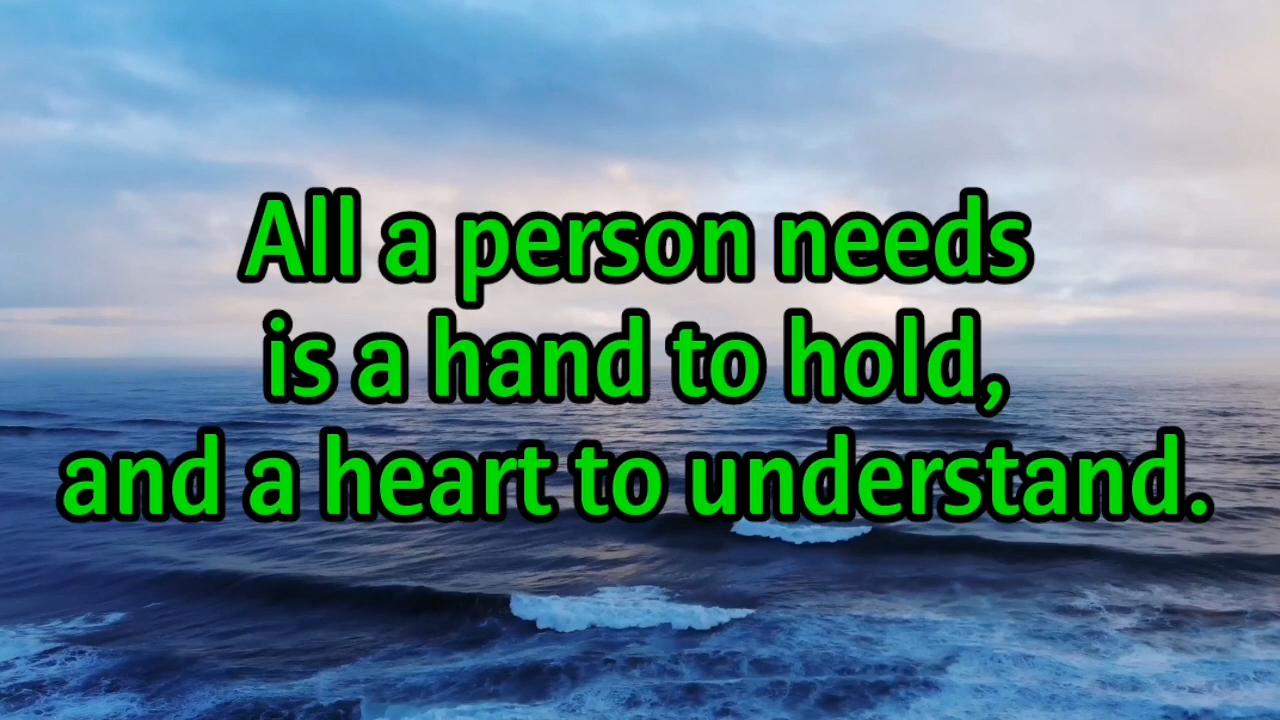 All a person needs
is a hand to hold,
and a heart to understand.